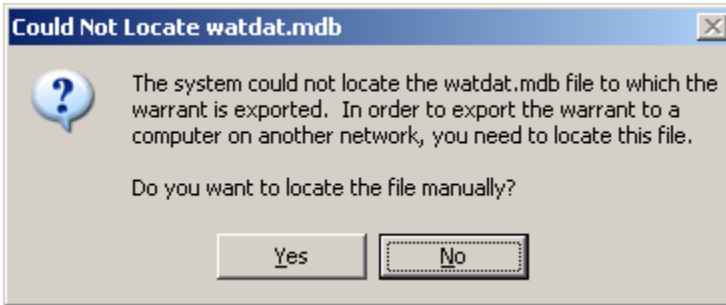 Could Not Locate watdat.mdb
The system could not locate the watdat.mdb file to which the
warrant is exported.  In order to export the warrant to a
computer on another network, you need to locate this file.
Do you want to locate the file manually?
Yes
No